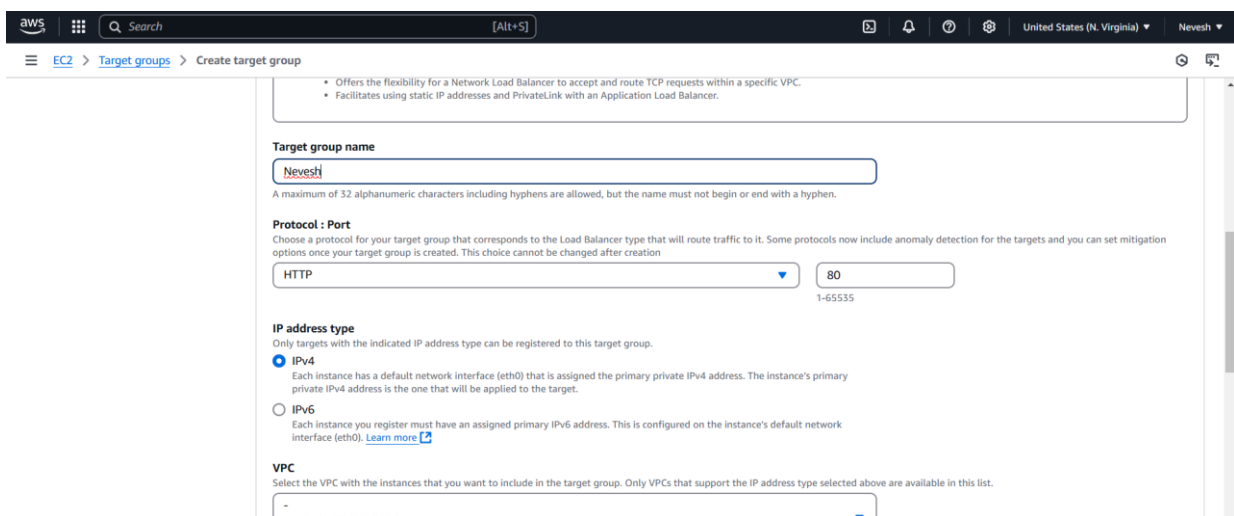 aws
Search
[Alt+S]
United States (N. Virginia)
Nevesh
EC2 > Target groups > Create target group
• Offers the flexibility for a Network Load Balancer to accept and route TCP requests within a specific VPC.
• Facilitates using static IP addresses and PrivateLink with an Application Load Balancer.
Target group name
Nevesh
A maximum of 32 alphanumeric characters including hyphens are allowed, but the name must not begin or end with a hyphen.
Protocol : Port
Choose a protocol for your target group that corresponds to the Load Balancer type that will route traffic to it. Some protocols now include anomaly detection for the targets and you can set mitigation
options once your target group is created. This choice cannot be changed after creation
HTTP
80
1-65535
IP address type
Only targets with the indicated IP address type can be registered to this target group.
IPv4
Each instance has a default network interface (eth0) that is assigned the primary private IPv4 address. The instance's primary
private IPv4 address is the one that will be applied to the target.
IPv6
Each instance you register must have an assigned primary IPv6 address. This is configured on the instance's default network
interface (eth0). Learn more
VPC
Select the VPC with the instances that you want to include in the target group. Only VPCs that support the IP address type selected above are available in this list.
-